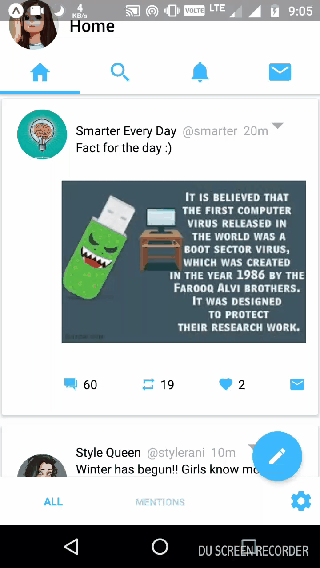 4
KB/s
VOLTE
LTE
9:05
Home
Smarter Every Day @smarter 20m
Fact for the day :)
IT IS BELIEVED THAT
THE FIRST COMPUTER
VIRUS RELEASED IN
THE WORLD WAS A
BOOT SECTOR VIRUS,
WHICH WAS CREATED
IN THE YEAR 1986 BY THE
FAROOQ ALVI BROTHERS.
IT WAS DESIGNED
TO PROTECT
THEIR RESEARCH WORK.
60
19
2
Style Queen @stylerani 10m
Winter has begun!! Girls know
ALL
MENTIONS
DU SCREEN RECORDER